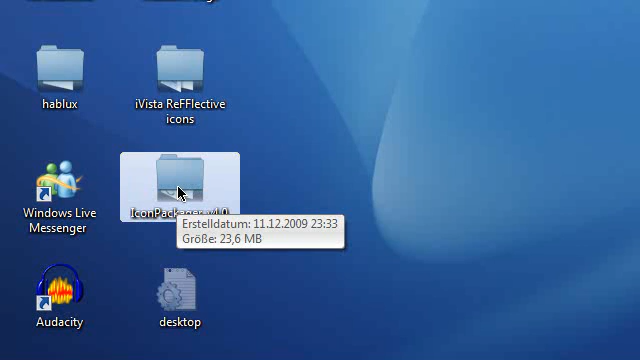 hablux
iVista ReFFlective
icons
Windows Live
Messenger
Erstelldatum: 11.12.2009 23:33
Größe: 23,6 MB
Audacity
desktop